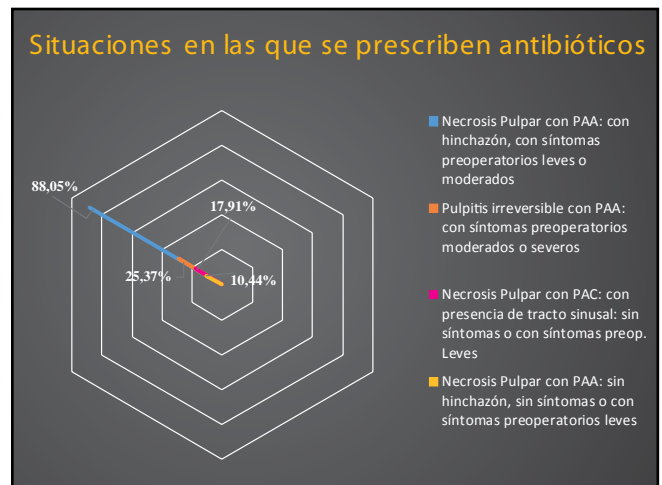 Situaciones en las que se prescriben antibióticos
88,05%
17,91%
25,37%
10,44%
Necrosis Pulpar con PAA: con
hinchazón, con síntomas
preoperatorios leves o
moderados
Pulpitis irreversible con PAA:
con síntomas preoperatorios
moderados o severos
Necrosis Pulpar con PAC: con
presencia de tracto sinusal: sin
síntomas o con síntomas preop.
Leves
Necrosis Pulpar con PAA: sin
hinchazón, sin síntomas o con
síntomas preoperatorios leves